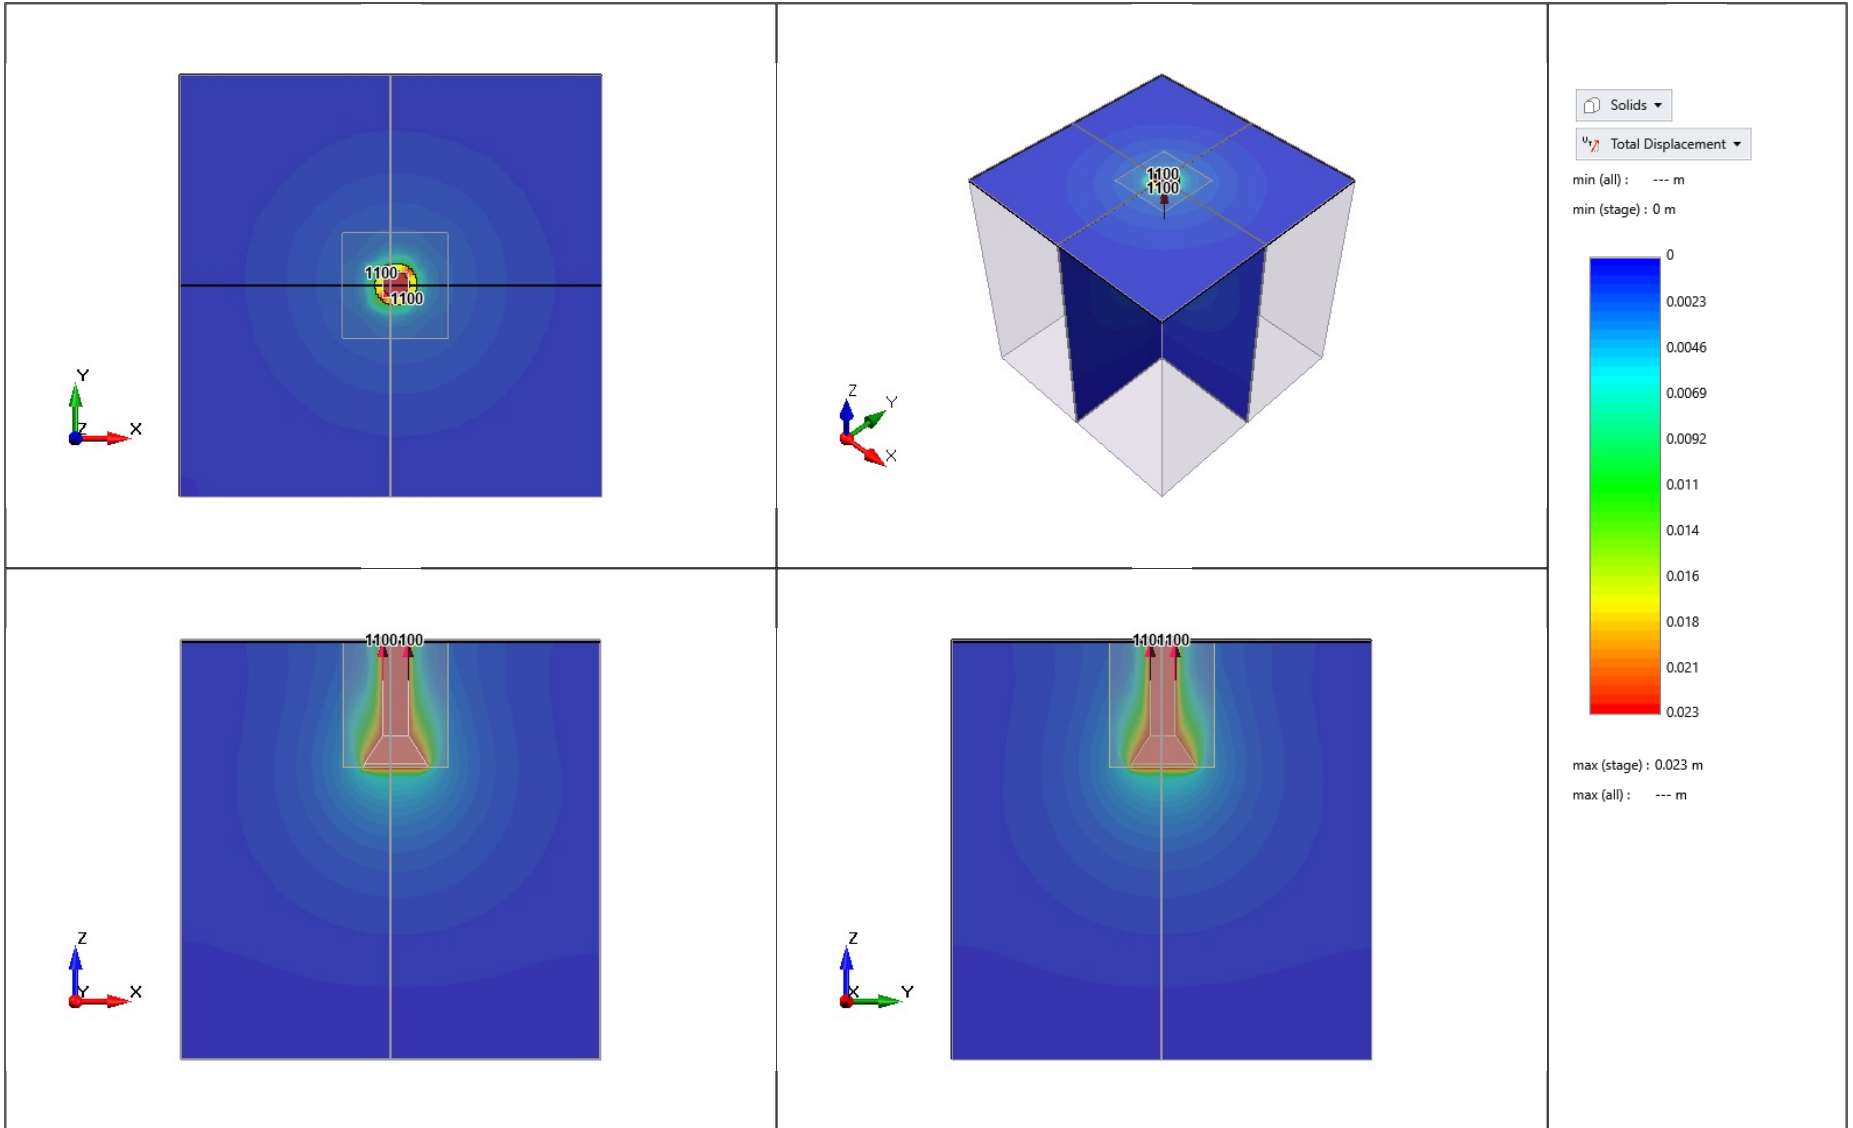 1100
1100
Y
Z
X
1100
1100
Z
Y
X
Solids
Total Displacement
min (all) : --- m
min (stage) : 0 m
0
0.0023
0.0046
0.0069
0.0092
0.011
0.014
0.016
0.018
0.021
0.023
max (stage) : 0.023 m
max (all) : --- m
1100100
Z
Y
X
1101100
Z
X
Y